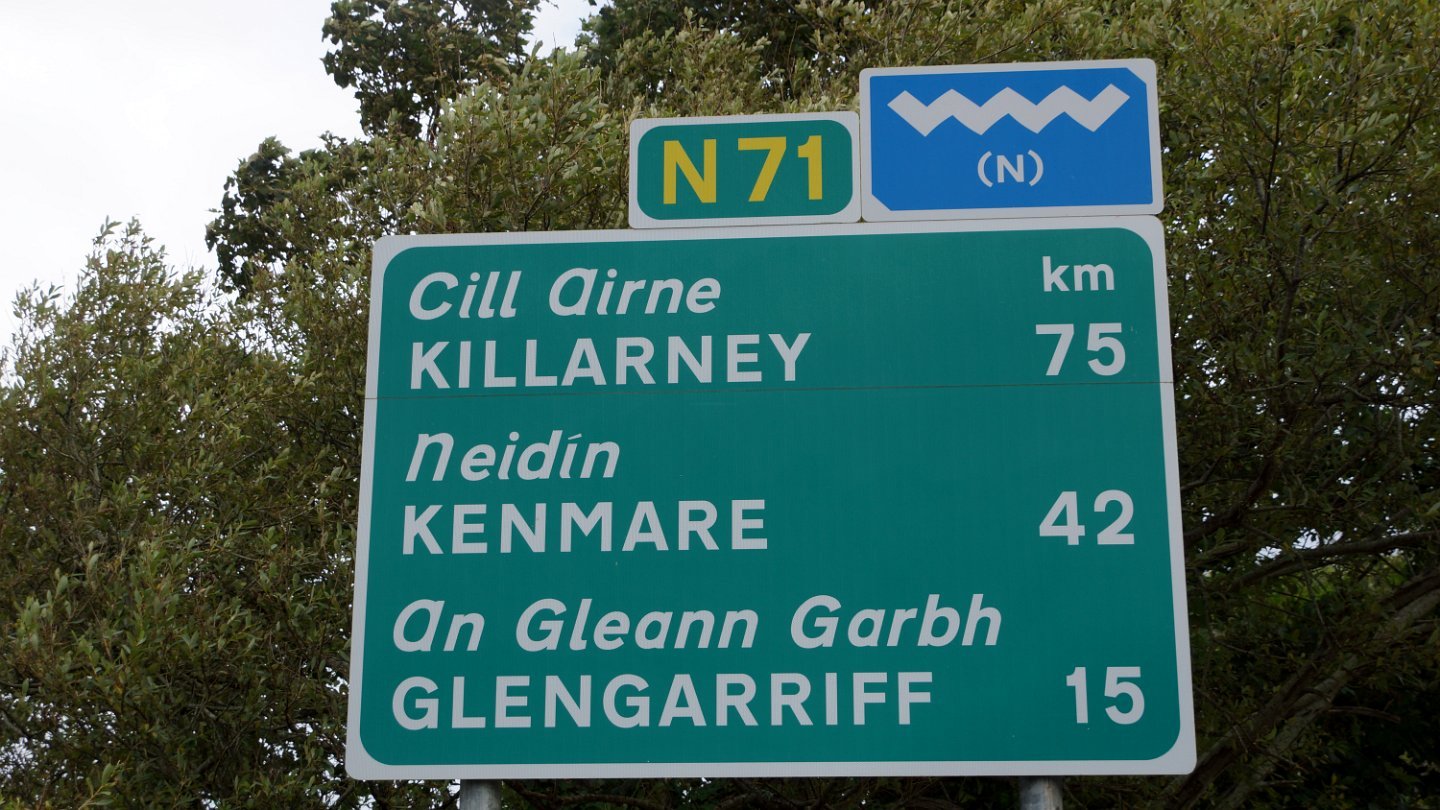 N71
(N)
km
Cill Airne
KILLARNEY 75
Neidín
KENMARE 42
An Gleann Garbh
GLENGARRIFF 15